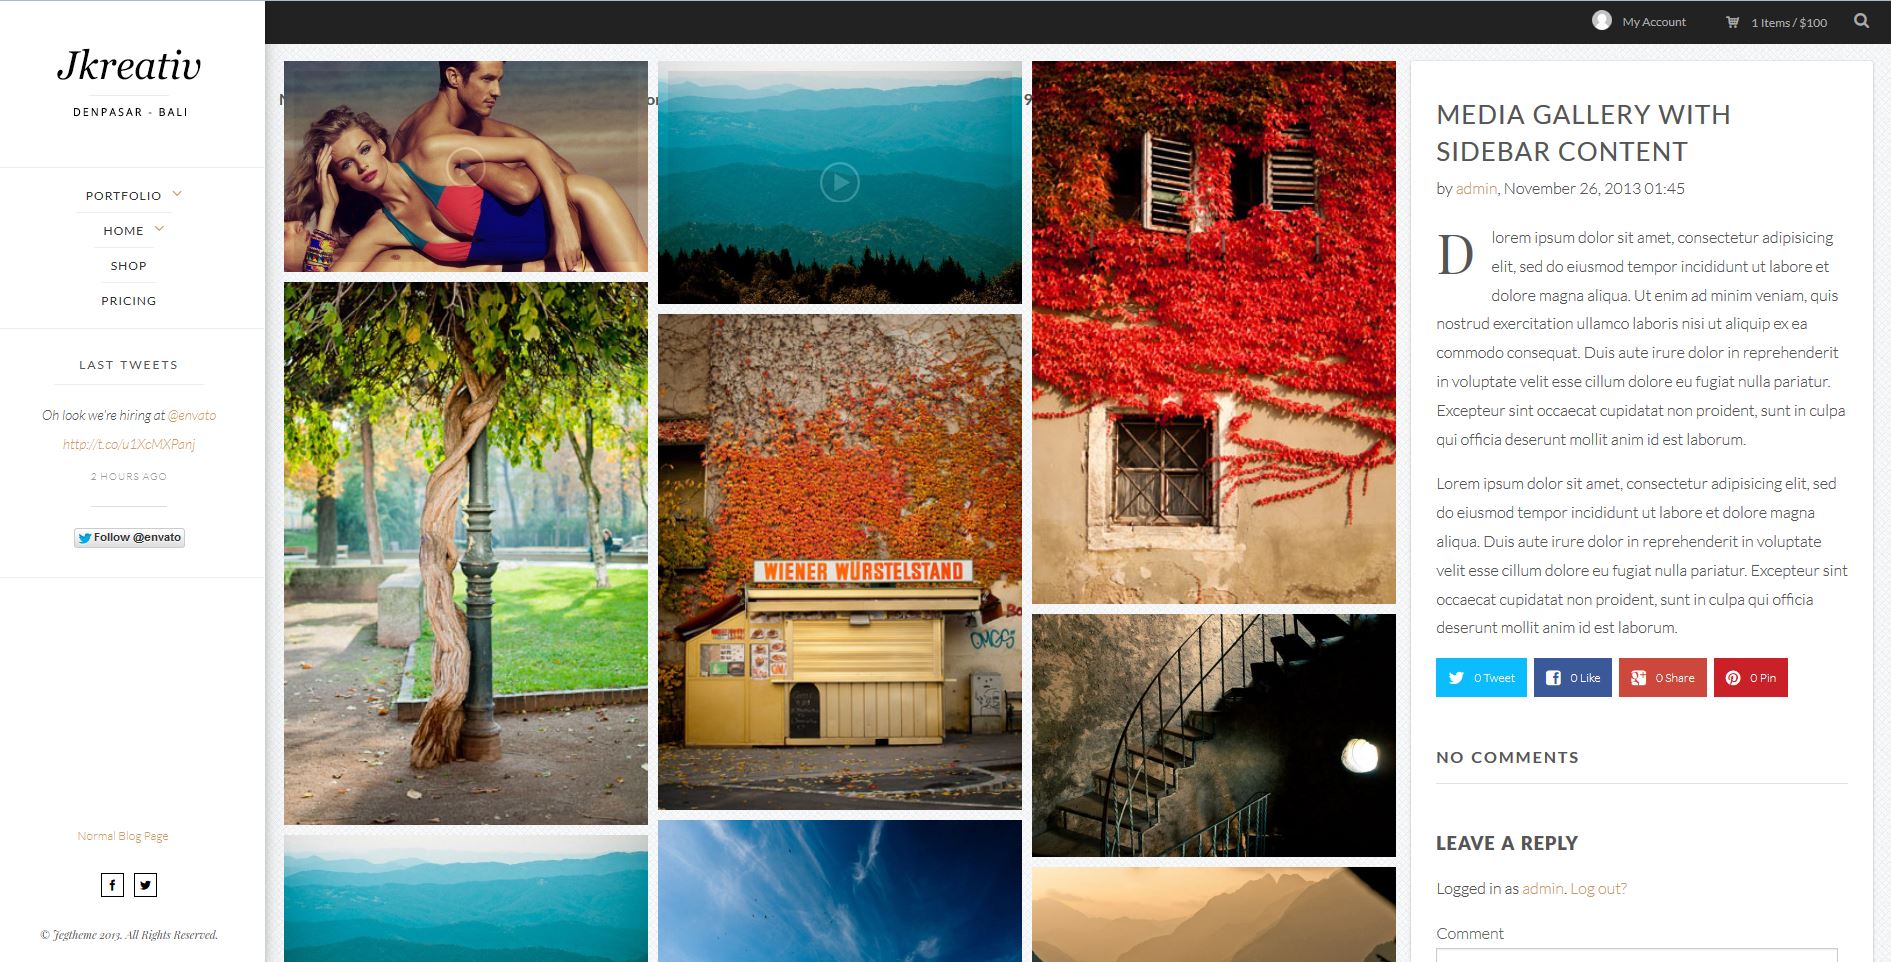 Jkreativ
DENPASAR - BALI
PORTFOLIO
HOME
SHOP
PRICING
LAST TWEETS
Oh look we're hiring at @envato
http://t.co/u1XcMXPanj
2 HOURS AGO
Follow @envato
Normal Blog Page
© Jegtheme 2013. All Rights Reserved.
My Account
1 Items / $100
WIENER WÜRSTELSTAND
MEDIA GALLERY WITH
SIDEBAR CONTENT
by admin, November 26, 2013 01:45
D lorem ipsum dolor sit amet, consectetur adipisicing
elit, sed do eiusmod tempor incididunt ut labore et
dolore magna aliqua. Ut enim ad minim veniam, quis
nostrud exercitation ullamco laboris nisi ut aliquip ex ea
commodo consequat. Duis aute irure dolor in reprehenderit
in voluptate velit esse cillum dolore eu fugiat nulla pariatur.
Excepteur sint occaecat cupidatat non proident, sunt in culpa
qui officia deserunt mollit anim id est laborum.
Lorem ipsum dolor sit amet, consectetur adipisicing elit, sed
do eiusmod tempor incididunt ut labore et dolore magna
aliqua. Duis aute irure dolor in reprehenderit in voluptate
velit esse cillum dolore eu fugiat nulla pariatur. Excepteur sint
occaecat cupidatat non proident, sunt in culpa qui officia
deserunt mollit anim id est laborum.
0 Tweet
0 Like
0 Share
0 Pin
NO COMMENTS
LEAVE A REPLY
Logged in as admin. Log out?
Comment